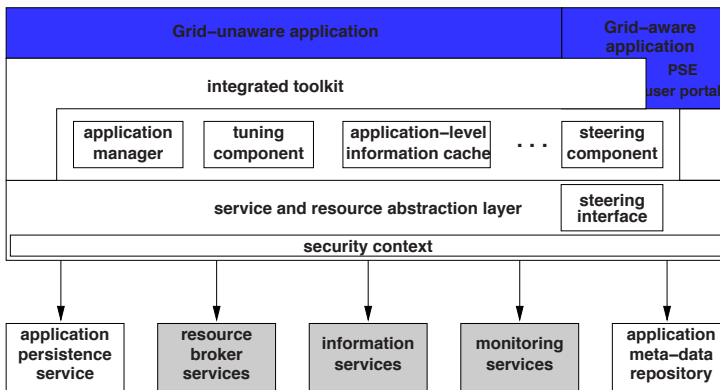 Grid−unaware application
Grid−aware
application
PSE
user portal
integrated toolkit
application
manager
tuning
component
application−level
information cache
. . .
steering
component
service and resource abstraction layer
steering
interface
security context
application
persistence
service
resource
broker
services
information
services
monitoring
services
application
meta−data
repository